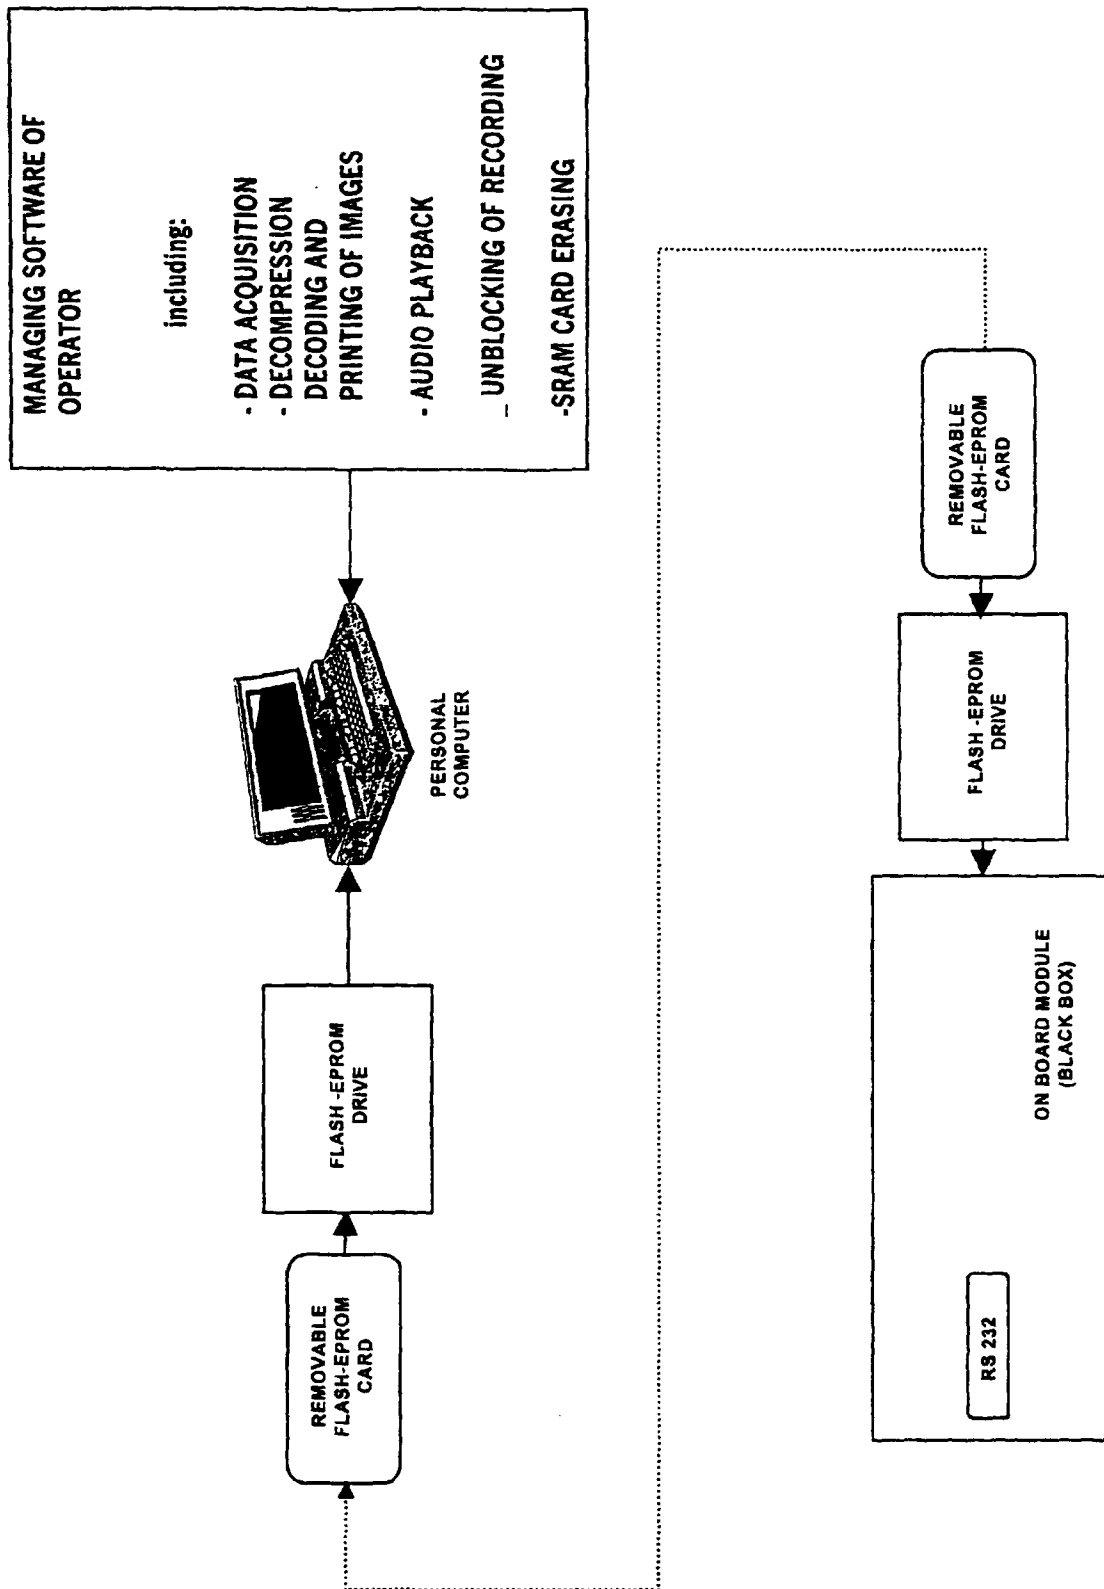 MANAGING SOFTWARE OF
OPERATOR
including:
- DATA ACQUISITION
- DECOMPRESSION
DECODING AND
PRINTING OF IMAGES
- AUDIO PLAYBACK
_ UNBLOCKING OF RECORDING
-SRAM CARD ERASING
REMOVABLE
FLASH-EPROM
CARD
FLASH -EPROM
DRIVE
PERSONAL
COMPUTER
RS 232
ON BOARD MODULE
(BLACK BOX)
FLASH -EPROM
DRIVE
REMOVABLE
FLASH-EPROM
CARD